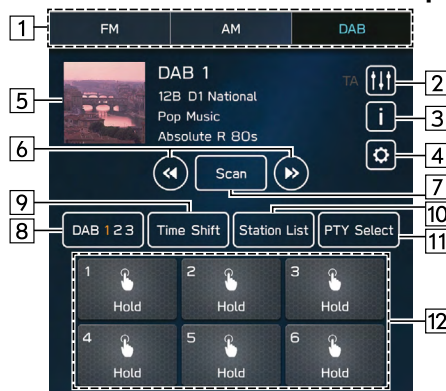 1 FM AM DAB
DAB 1
TA
2
5
12B D1 National
Pop Music
i
3
Absolute R 80s
6
4
Scan
7
9
10
8
DAB 1 2 3 Time Shift Station List PTY Select
11
1 2 3
Hold Hold Hold
12
4 5 6
Hold Hold Hold